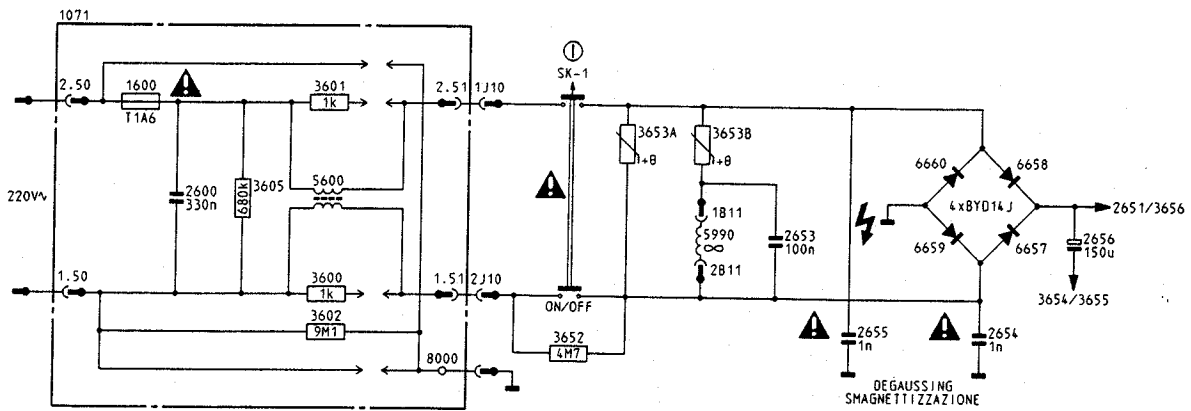 1071
1
SK-1
2.50
1600
T1A6
3601
1k
2.51
1J10
3653A
+θ
3653B
+θ
6660
6658
4xBYD14J
6659
6657
2651/3656
2656
150u
3654/3655
220V~
2600
330n
680k
3605
5600
1B11
5990
∞
2B11
2653
100n
1.50
3600
1k
1.51
2J10
ON/OFF
3602
9M1
3652
4M7
8000
2655
1n
2654
1n
DEGAUSSING
SMAGNETTIZZAZIONE